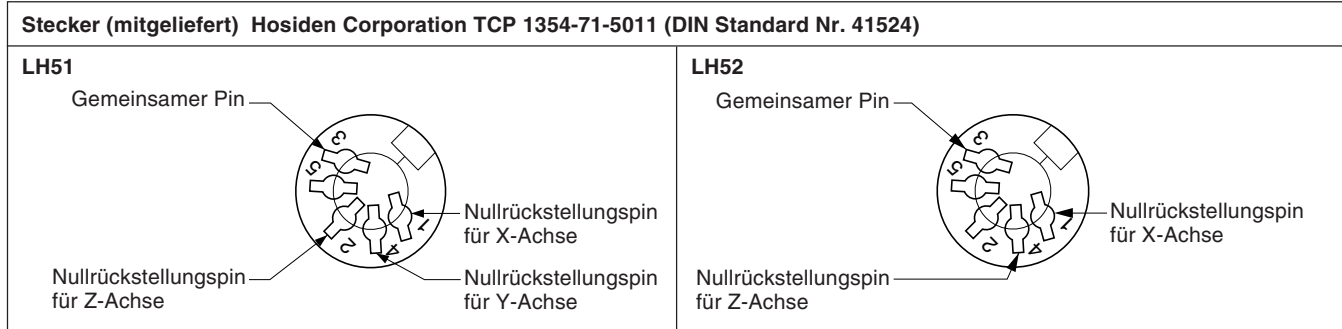 Stecker (mitgeliefert) Hosiden Corporation TCP 1354-71-5011 (DIN Standard Nr. 41524)
LH51
Gemeinsamer Pin
3
5
2
4
1
Nullrückstellungspin
für X-Achse
Nullrückstellungspin
für Z-Achse
Nullrückstellungspin
für Y-Achse
LH52
Gemeinsamer Pin
3
5
2
4
1
Nullrückstellungspin
für X-Achse
Nullrückstellungspin
für Z-Achse